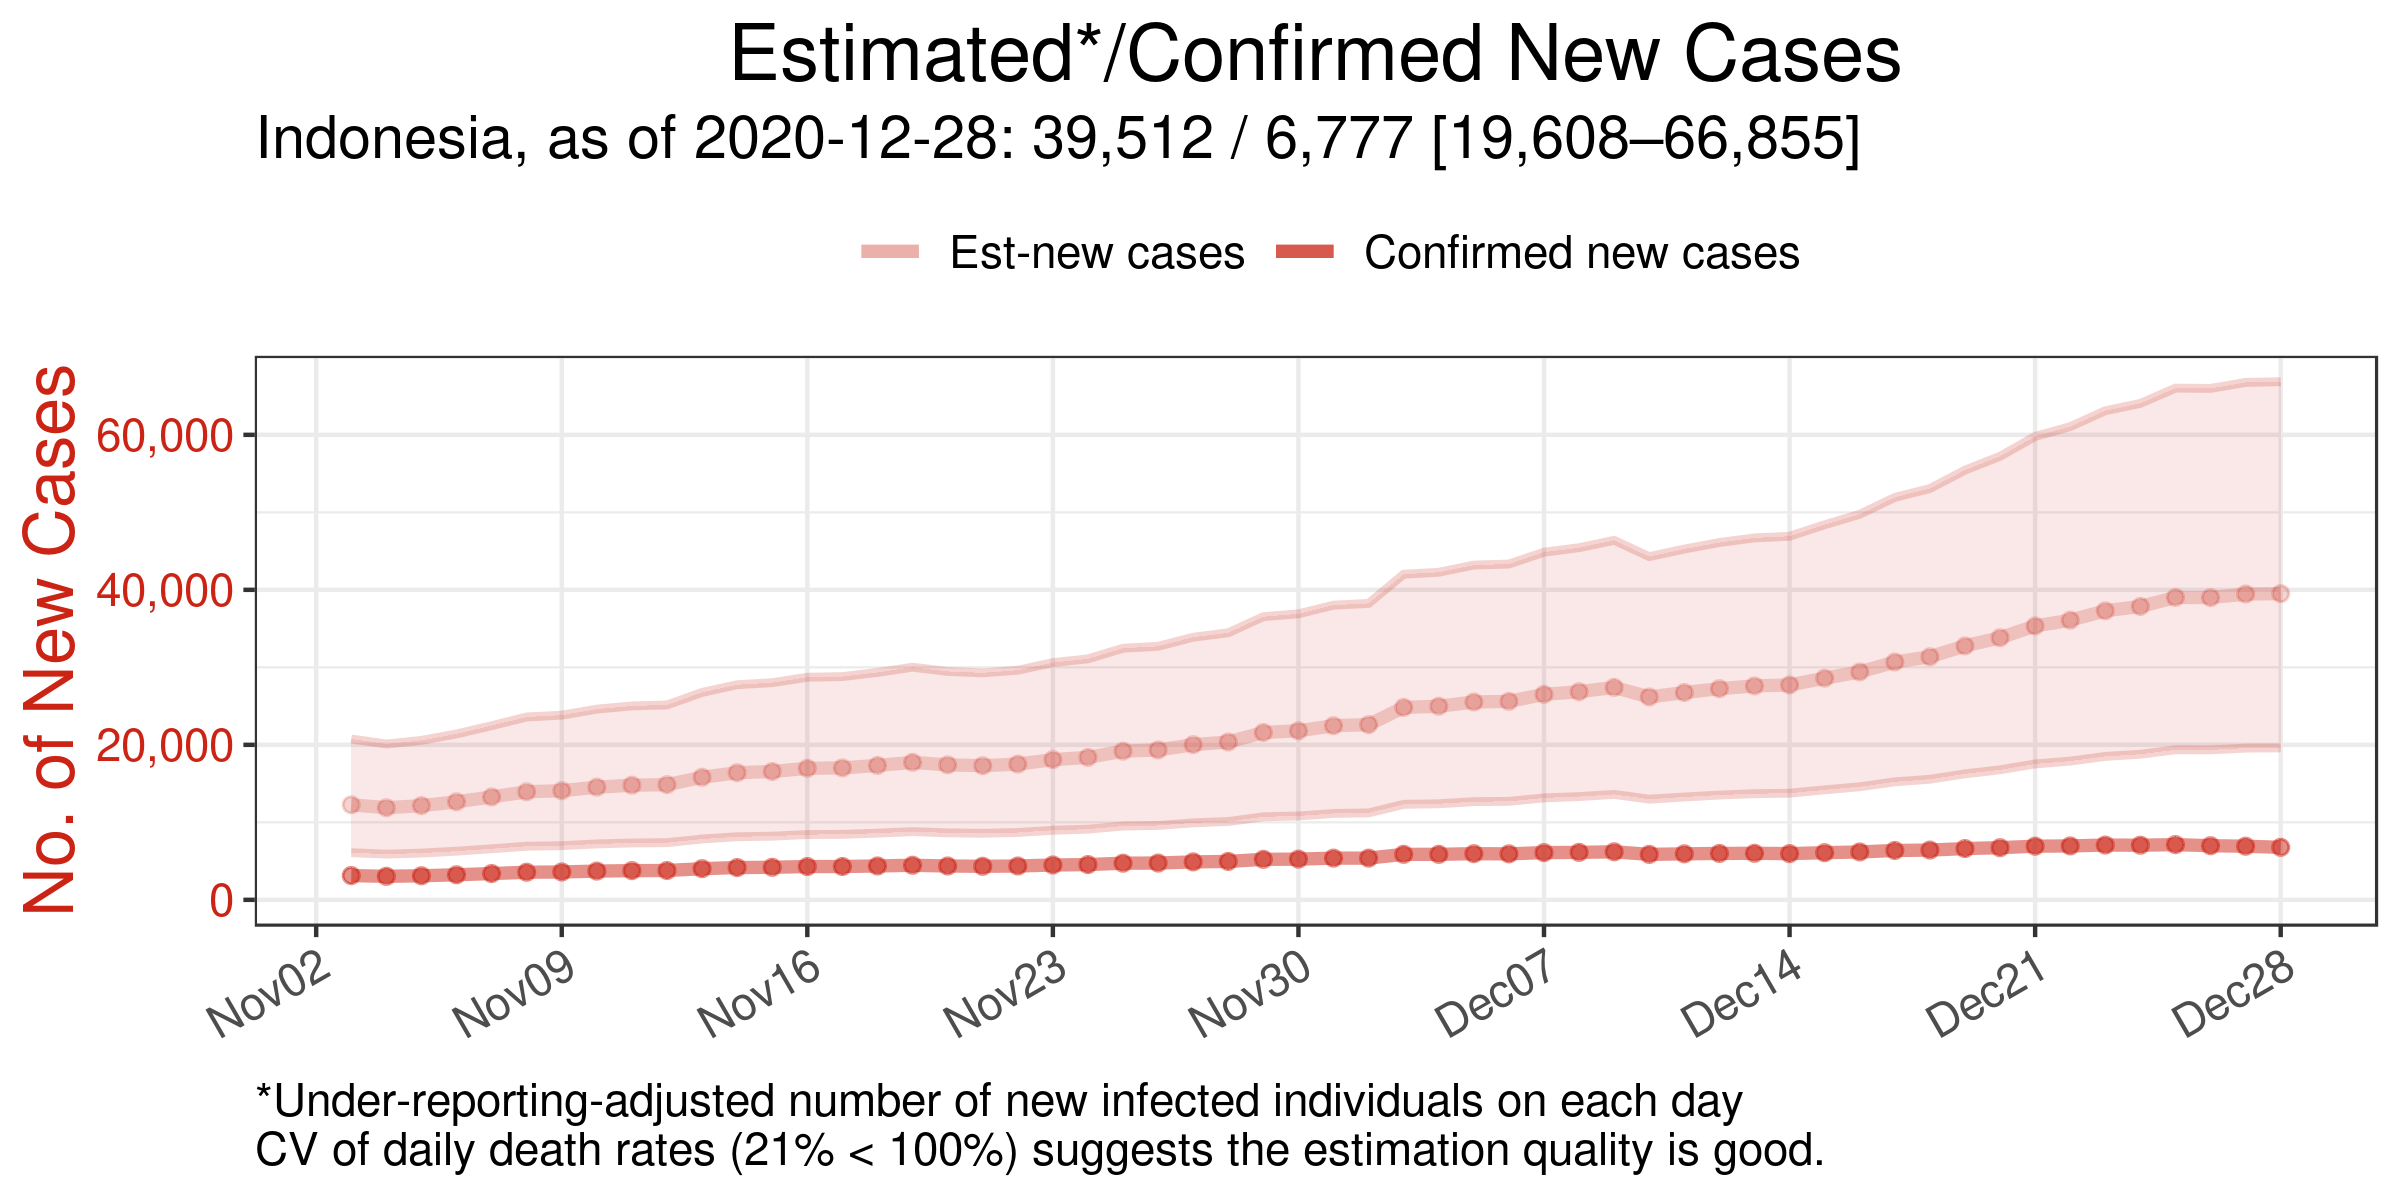 Estimated*/Confirmed New Cases
Indonesia, as of 2020-12-28: 39,512 / 6,777 [19,608–66,855]
Est-new cases
Confirmed new cases
No. of New Cases
60,000
40,000
20,000
0
Nov02
Nov09
Nov16
Nov23
Nov30
Dec07
Dec14
Dec21
Dec28
*Under-reporting-adjusted number of new infected individuals on each day
CV of daily death rates (21% < 100%) suggests the estimation quality is good.